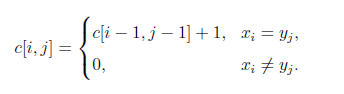 c[i, j] = { c[i − 1, j − 1] + 1, x_i = y_j,
0, x_i ≠ y_j.